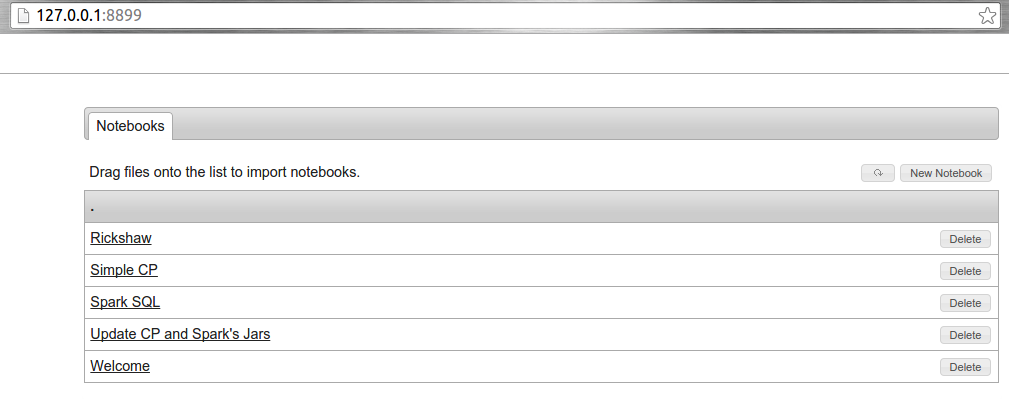 127.0.0.1:8899
Notebooks
Drag files onto the list to import notebooks. New Notebook
.
Rickshaw Delete
Simple CP Delete
Spark SQL Delete
Update CP and Spark's Jars Delete
Welcome Delete